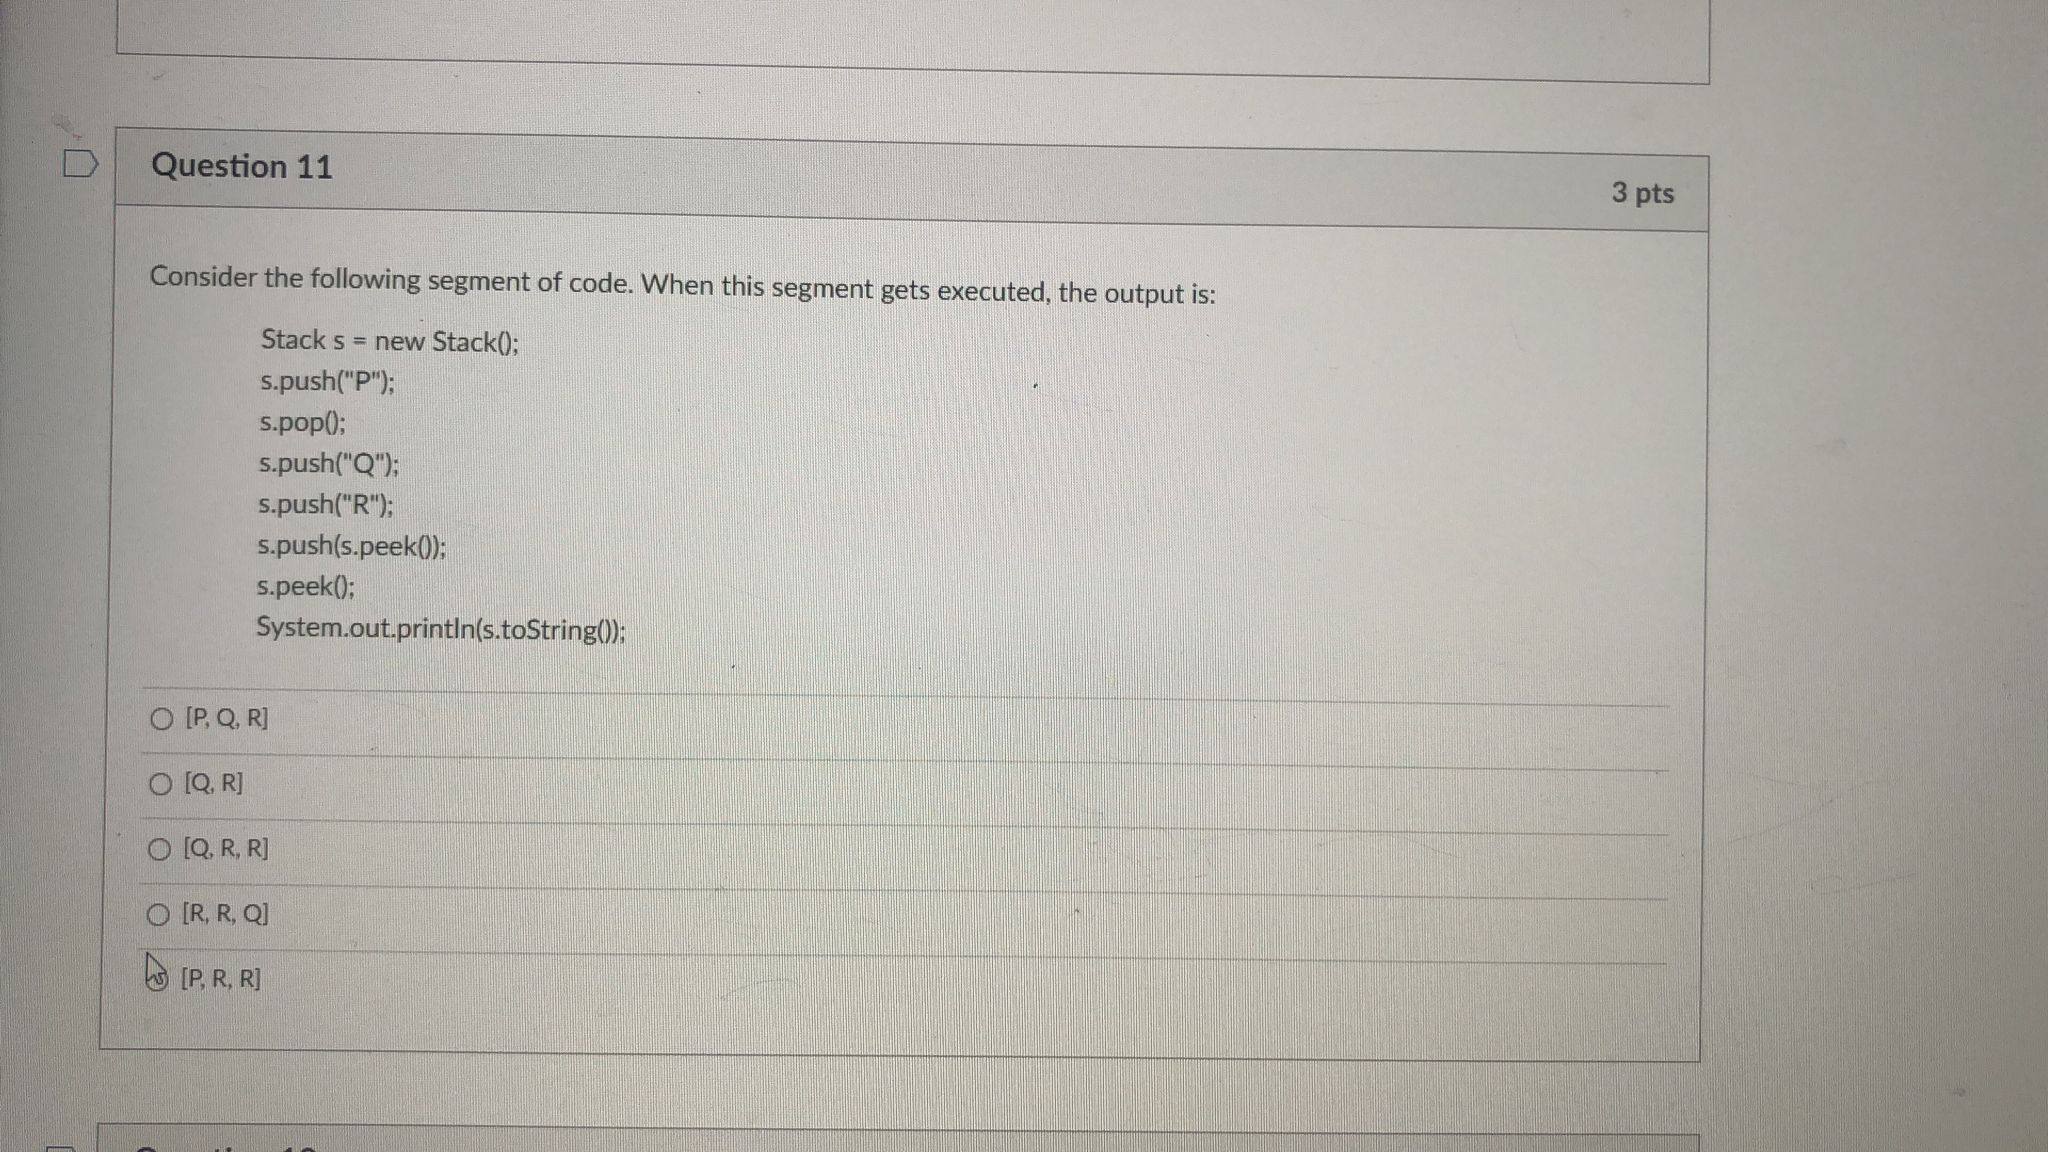 Question 11
3 pts
Consider the following segment of code. When this segment gets executed, the output is:
Stack s = new Stack();
s.push("P");
s.pop();
s.push("Q");
s.push("R");
s.push(s.peek());
s.peek();
System.out.println(s.toString());
[P, Q, R]
[Q, R]
[Q, R, R]
[R, R, Q]
[P, R, R]